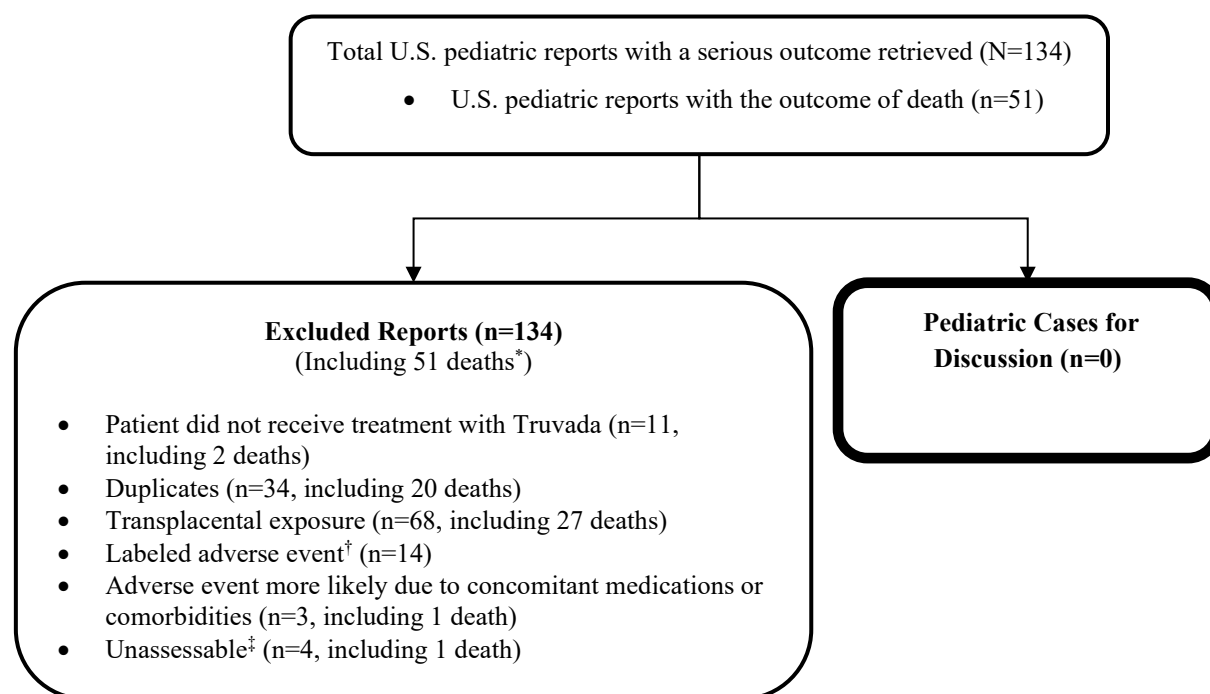 Total U.S. pediatric reports with a serious outcome retrieved (N=134)
• U.S. pediatric reports with the outcome of death (n=51)
Excluded Reports (n=134)
(Including 51 deaths*)
• Patient did not receive treatment with Truvada (n=11,
including 2 deaths)
• Duplicates (n=34, including 20 deaths)
• Transplacental exposure (n=68, including 27 deaths)
• Labeled adverse event† (n=14)
• Adverse event more likely due to concomitant medications or
comorbidities (n=3, including 1 death)
• Unassessable‡ (n=4, including 1 death)
Pediatric Cases for
Discussion (n=0)